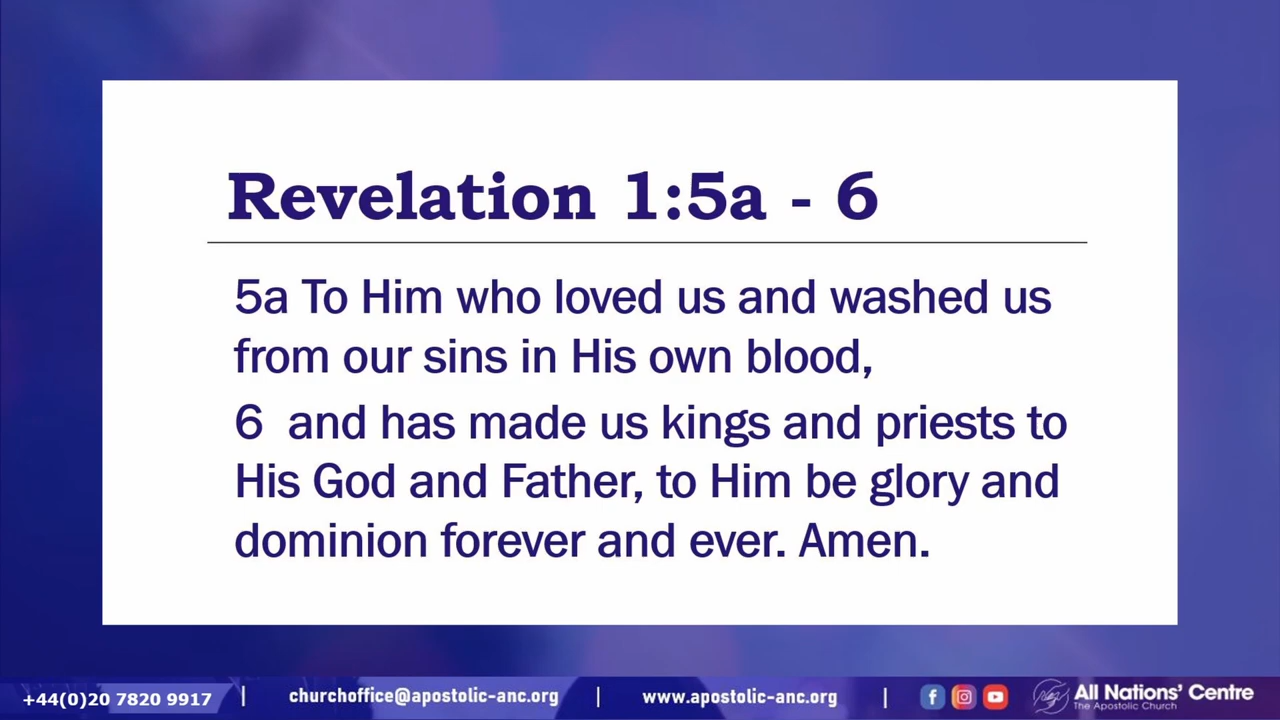 Revelation 1:5a - 6
5a To Him who loved us and washed us
from our sins in His own blood,
6 and has made us kings and priests to
His God and Father, to Him be glory and
dominion forever and ever. Amen.
+44(0)20 7820 9917 | churchoffice@apostolic-anc.org | www.apostolic-anc.org | All Nations' Centre
The Apostolic Church